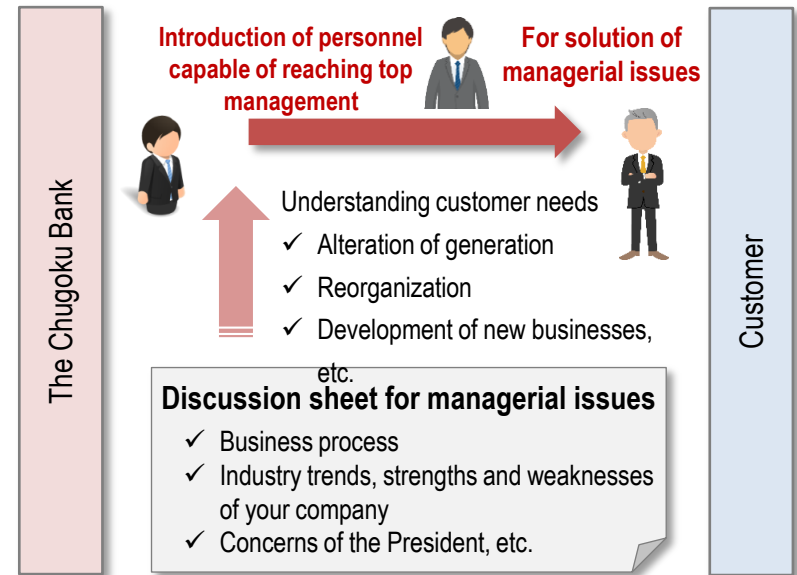 The Chugoku Bank
Introduction of personnel
capable of reaching top
management
For solution of
managerial issues
Understanding customer needs
✓ Alteration of generation
✓ Reorganization
✓ Development of new businesses,
etc.
Discussion sheet for managerial issues
✓ Business process
✓ Industry trends, strengths and weaknesses
of your company
✓ Concerns of the President, etc.
Customer